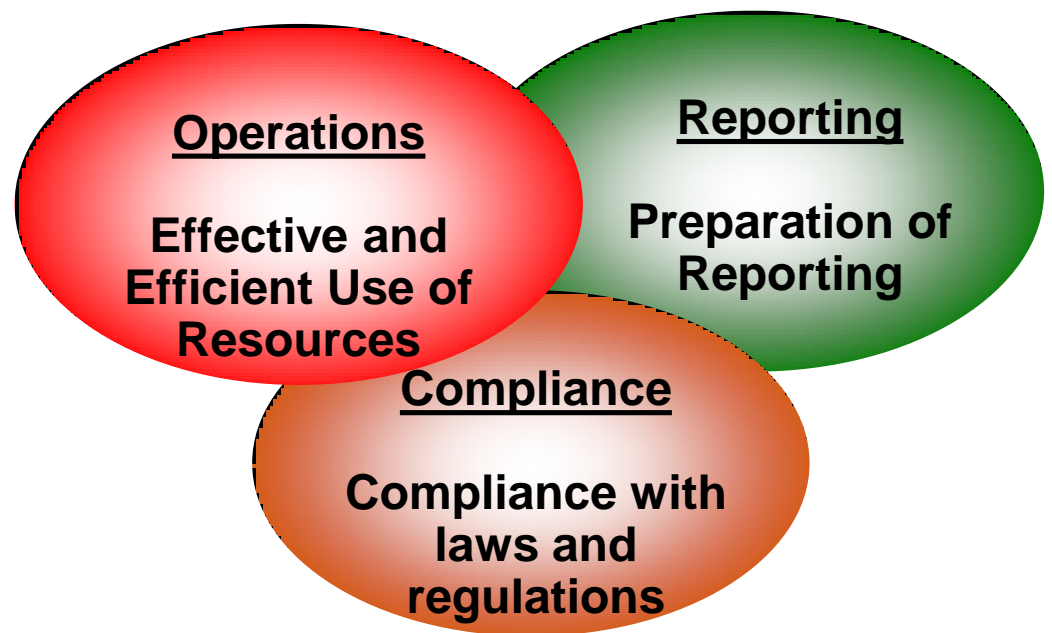 Operations
Effective and
Efficient Use of
Resources
Reporting
Preparation of
Reporting
Compliance
Compliance with
laws and
regulations